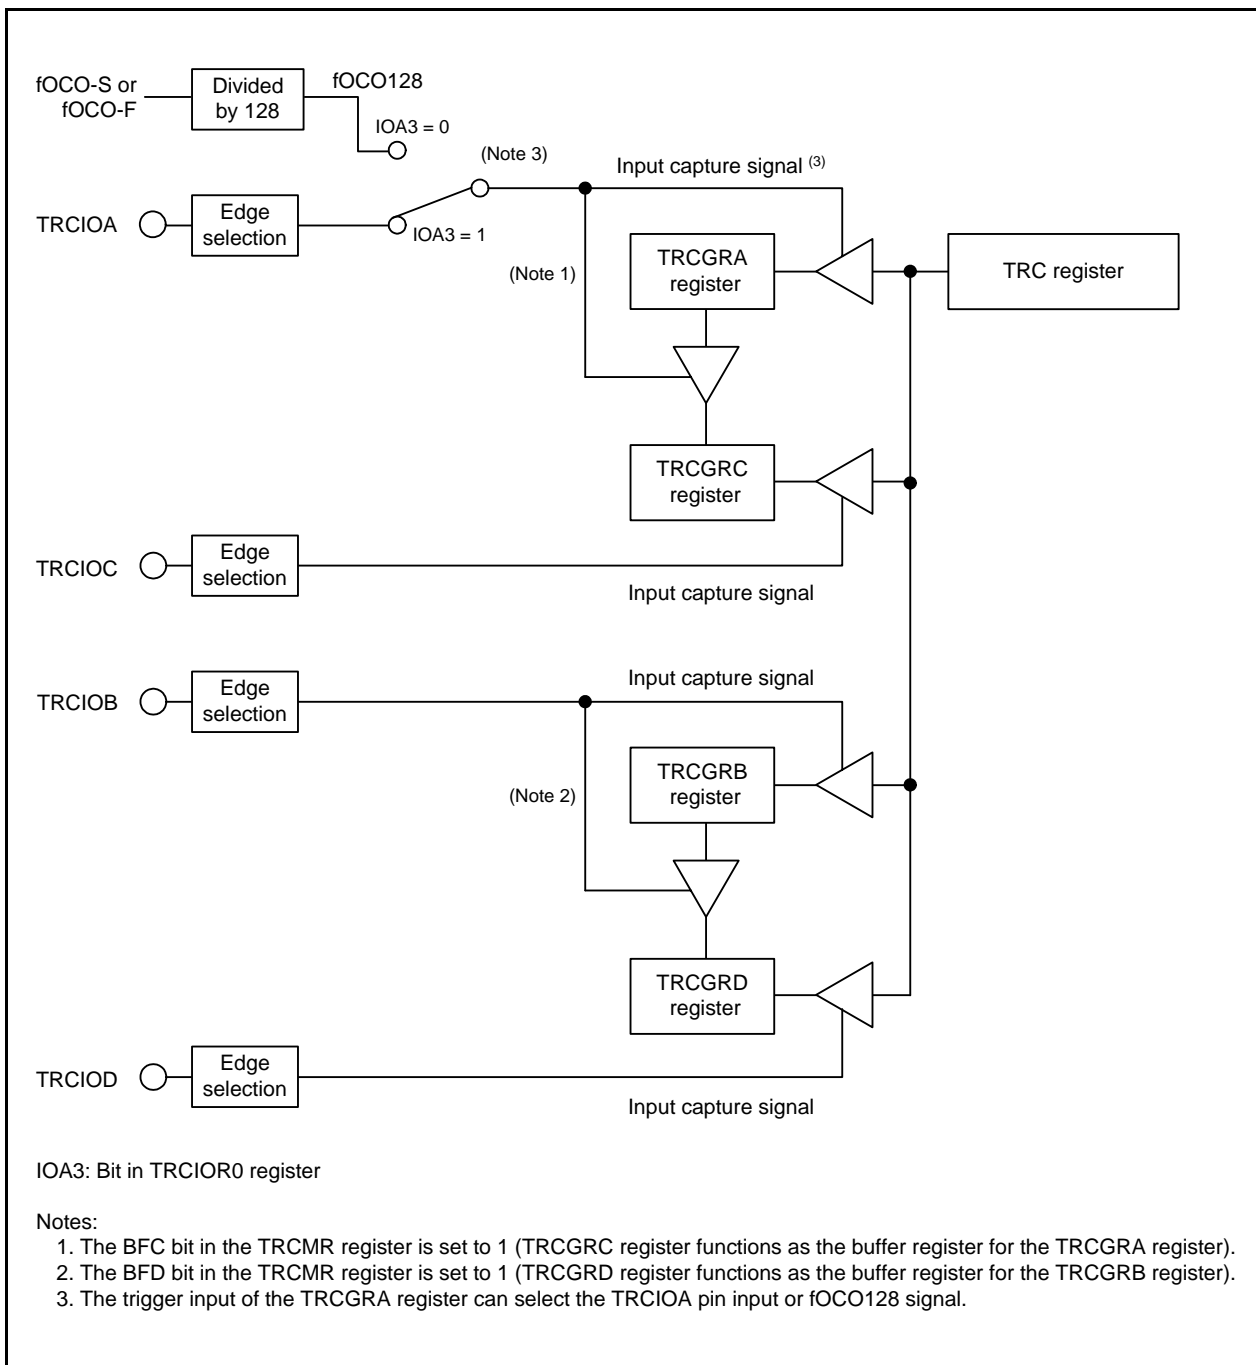 fOCO-S or
fOCO-F
Divided
by 128
fOCO128
IOA3 = 0
(Note 3)
Input capture signal (3)
TRCIOA
Edge
selection
IOA3 = 1
(Note 1)
TRCGRA
register
TRC register
TRCGRC
register
TRCIOC
Edge
selection
Input capture signal
TRCIOB
Edge
selection
Input capture signal
(Note 2)
TRCGRB
register
TRCGRD
register
TRCIOD
Edge
selection
Input capture signal
IOA3: Bit in TRCIOR0 register
Notes:
1. The BFC bit in the TRCMR register is set to 1 (TRCGRC register functions as the buffer register for the TRCGRA register).
2. The BFD bit in the TRCMR register is set to 1 (TRCGRD register functions as the buffer register for the TRCGRB register).
3. The trigger input of the TRCGRA register can select the TRCIOA pin input or fOCO128 signal.